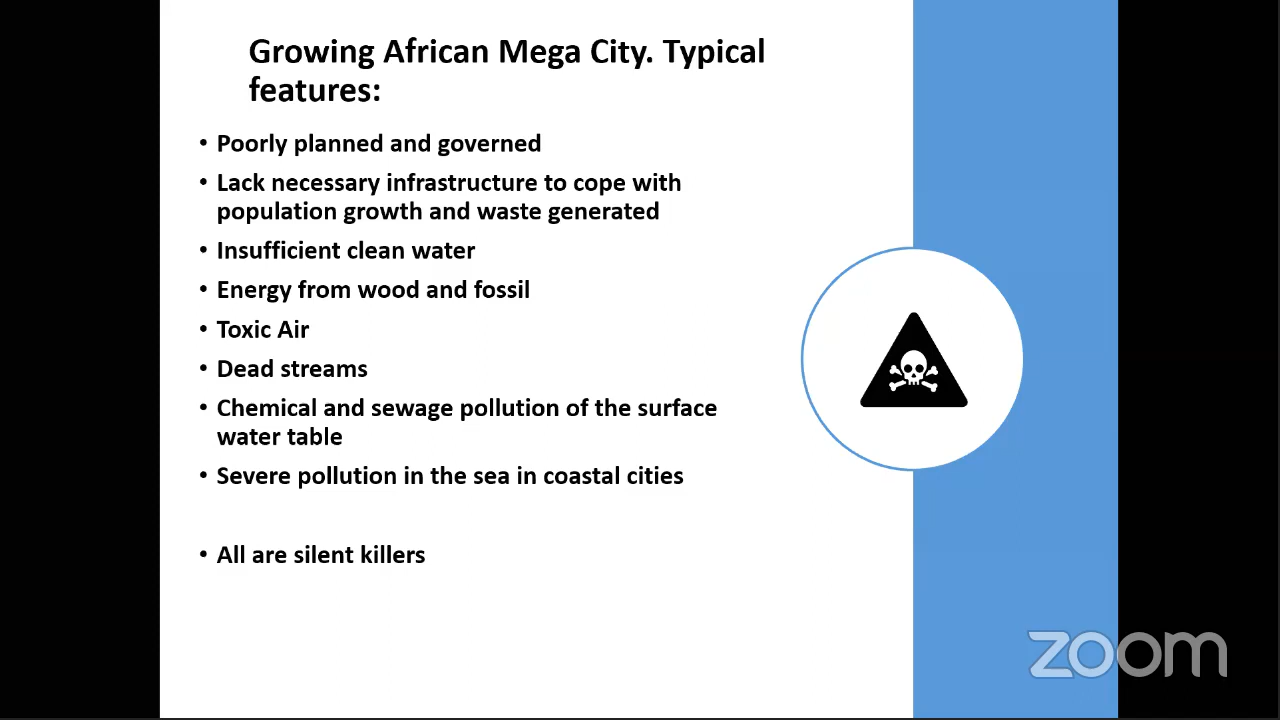 Growing African Mega City. Typical
features:
• Poorly planned and governed
• Lack necessary infrastructure to cope with
population growth and waste generated
• Insufficient clean water
• Energy from wood and fossil
• Toxic Air
• Dead streams
• Chemical and sewage pollution of the surface
water table
• Severe pollution in the sea in coastal cities
• All are silent killers
zoom